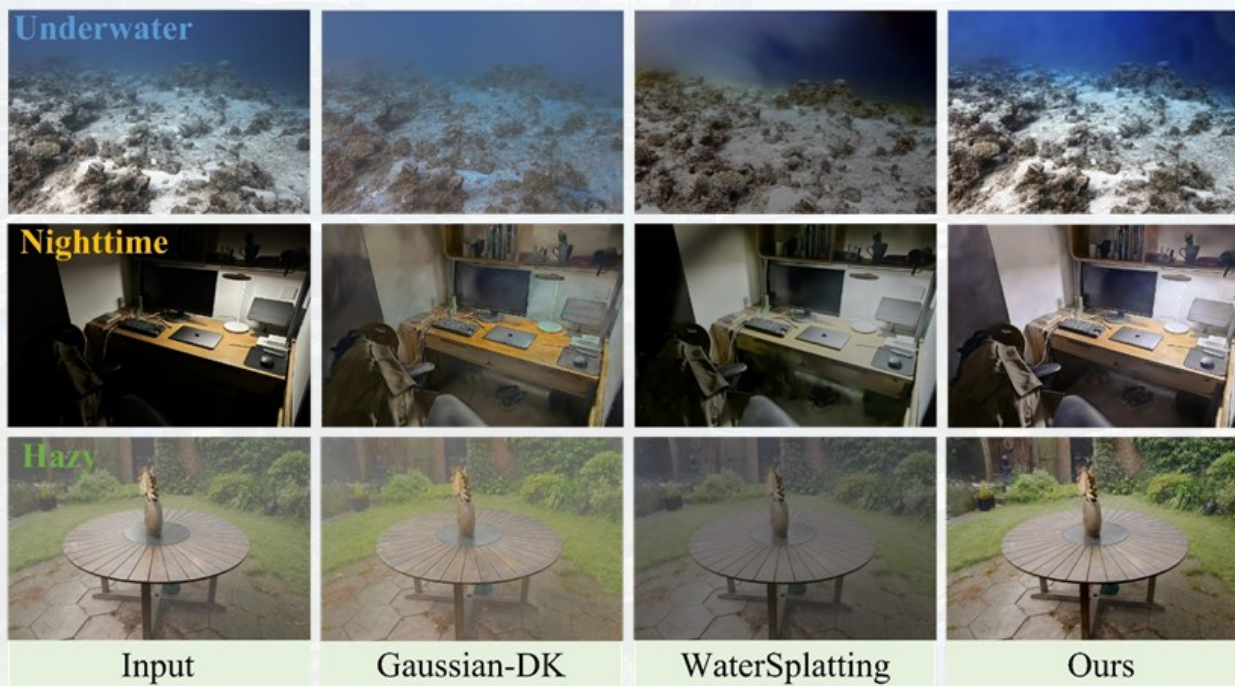 Underwater
Nighttime
Hazy
Input
Gaussian-DK
WaterSplatting
Ours